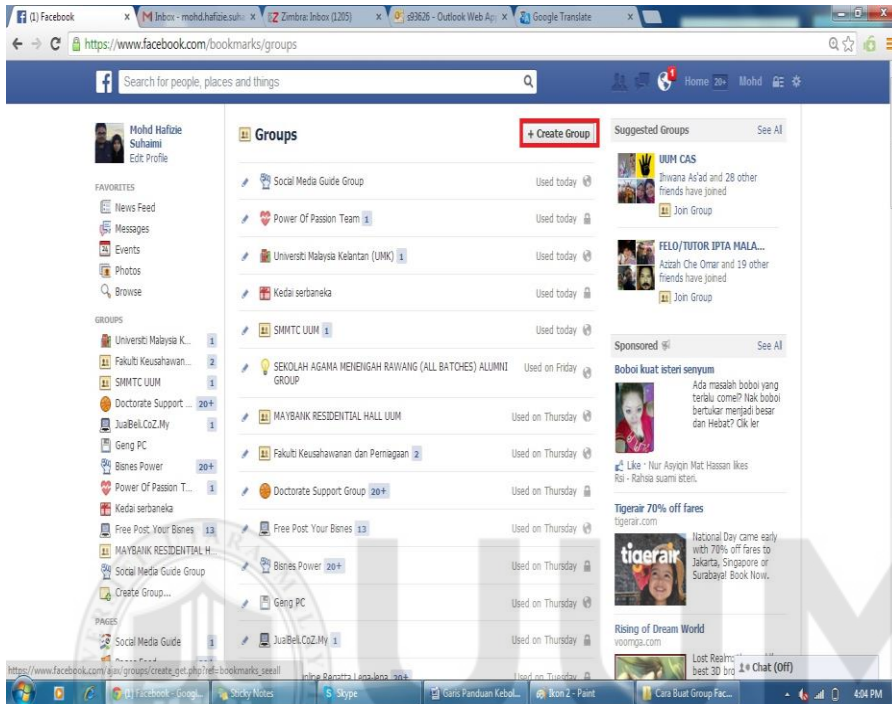 (1) Facebook
Inbox - mohd.hafizie.suha
Zimbra: Inbox (1205)
s93626 - Outlook Web Ap
Google Translate
https://www.facebook.com/bookmarks/groups
Search for people, places and things
1
Home 20+ Mohd
Mohd Hafizie
Suhaimi
Edit Profile
FAVORITES
News Feed
Messages
Events
Photos
Browse
GROUPS
Universiti Malaysia K... 1
Fakulti Keusahawan... 2
SMMTC UUM 1
Doctorate Support ... 20+
JualBeli.CoZ.My 1
Geng PC
Bisnes Power 20+
Power Of Passion T... 1
Kedai serbaneka
Free Post Your Bisnes 13
MAYBANK RESIDENTIAL H...
Social Media Guide Group
Create Group...
PAGES
Social Media Guide 1
Groups
+ Create Group
Social Media Guide Group Used today
Power Of Passion Team 1 Used today
Universiti Malaysia Kelantan (UMK) 1 Used today
Kedai serbaneka Used today
SMMTC UUM 1 Used today
SEKOLAH AGAMA MENENGAH RAWANG (ALL BATCHES) ALUMNI Used on Friday
GROUP
MAYBANK RESIDENTIAL HALL UUM Used on Thursday
Fakulti Keusahawanan dan Perniagaan 2 Used on Thursday
Doctorate Support Group 20+ Used on Thursday
Free Post Your Bisnes 13 Used on Thursday
Bisnes Power 20+ Used on Thursday
Geng PC Used on Thursday
JualBeli.CoZ.My 1 Used on Thursday
Suggested Groups See All
UUM CAS
Ihwana As'ad and 28 other
friends have joined
Join Group
FELO/TUTOR IPTA MALA...
Azizah Che Omar and 19 other
friends have joined
Join Group
Sponsored See All
Boboi kuat isteri senyum
Ada masalah boboi yang
terlalu comel? Nak boboi
bertukar menjadi besar
dan Hebat? Clik ler
Like · Nur Asyiqin Mat Hassan likes
Rsi - Rahsia suami isteri.
Tigerair 70% off fares
tigerair.com
tigerair
National Day came early
with 70% off fares to
Jakarta, Singapore or
Surabaya! Book Now.
Rising of Dream World
voomga.com
best 3D bro
Chat (Off)
https://www.facebook.com/ajax/groups/create_get.php?ref=bookmarks_seeall
(1) Facebook - Googl...
Sticky Notes
Skype
Garis Panduan Kebol...
Ikon 2 - Paint
Cara Buat Group Fac...
4:04 PM
UUM